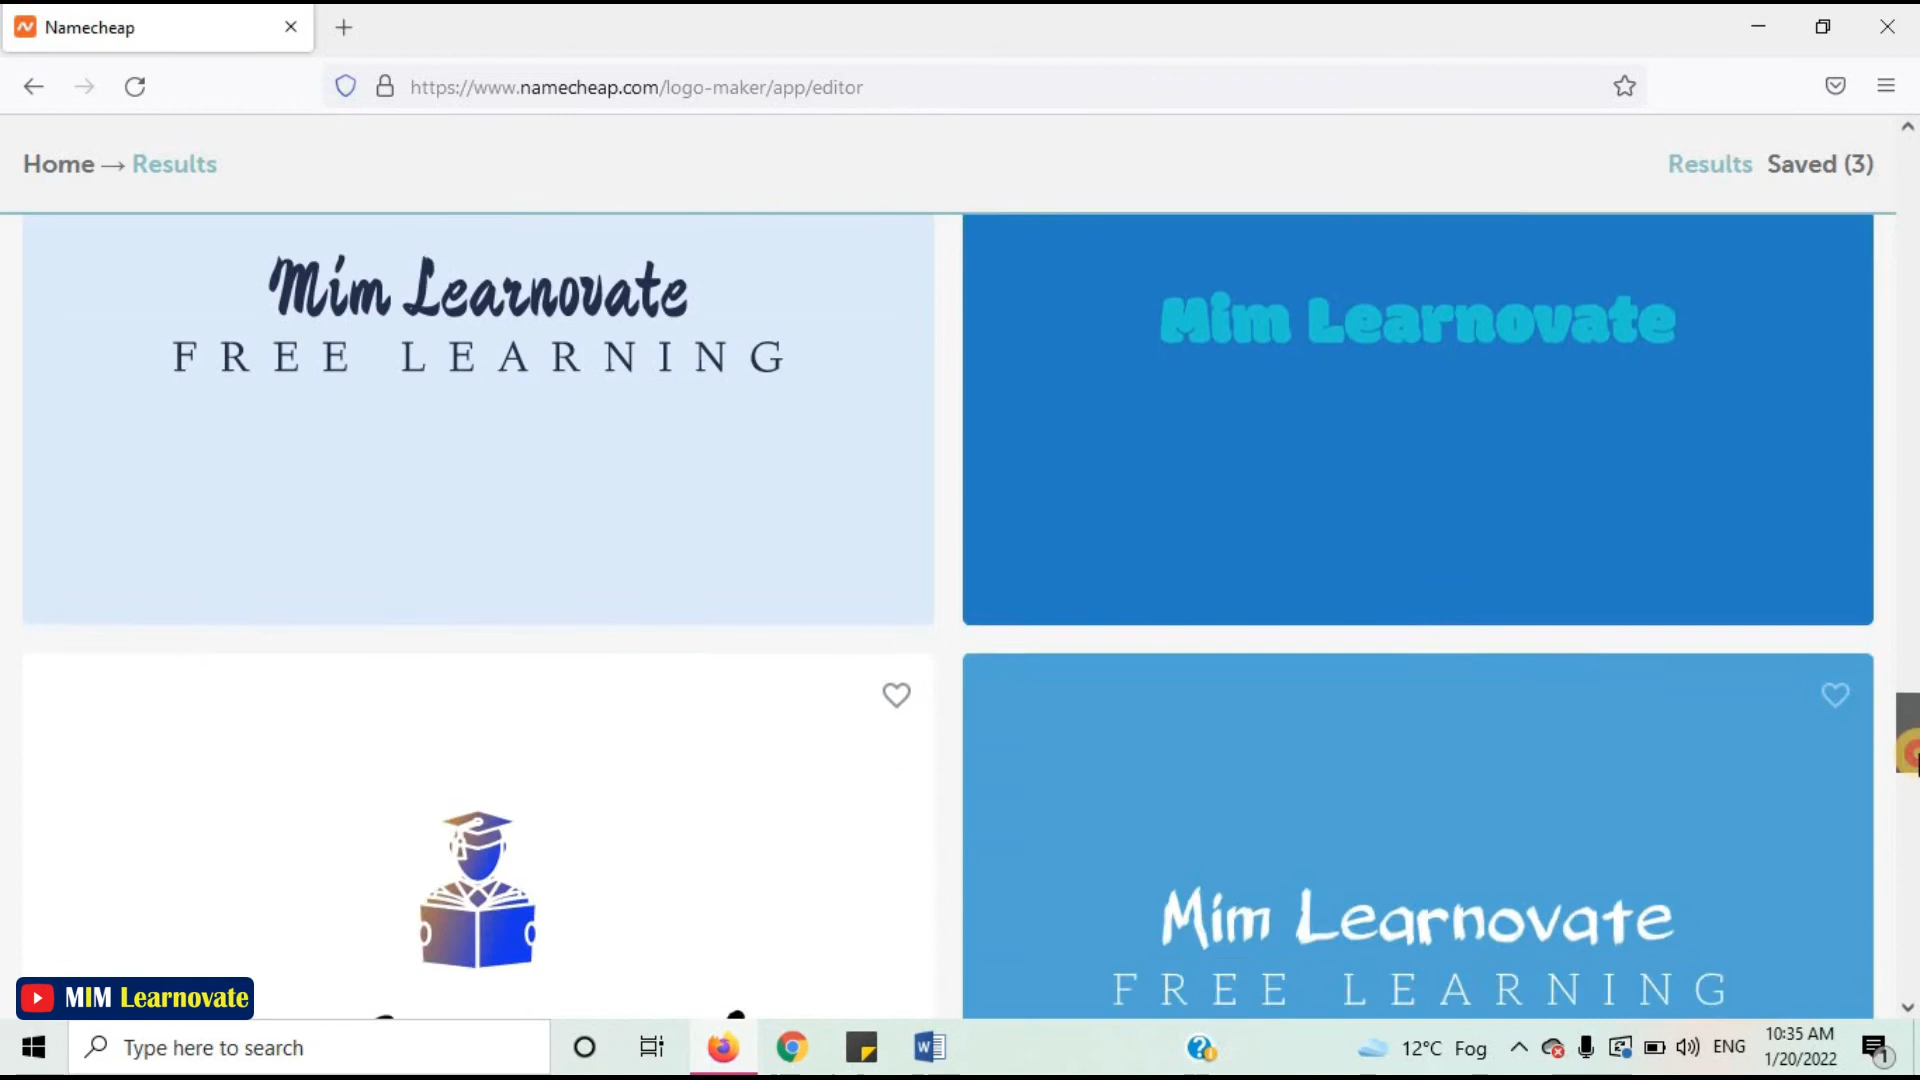 Namecheap
https://www.namecheap.com/logo-maker/app/editor
Home → Results
Results Saved (3)
Mim Learnovate
FREE LEARNING
Mim Learnovate
Mim Learnovate
FREE LEARNING
MIM Learnovate
Type here to search
12°C Fog
ENG
10:35 AM
1/20/2022
1